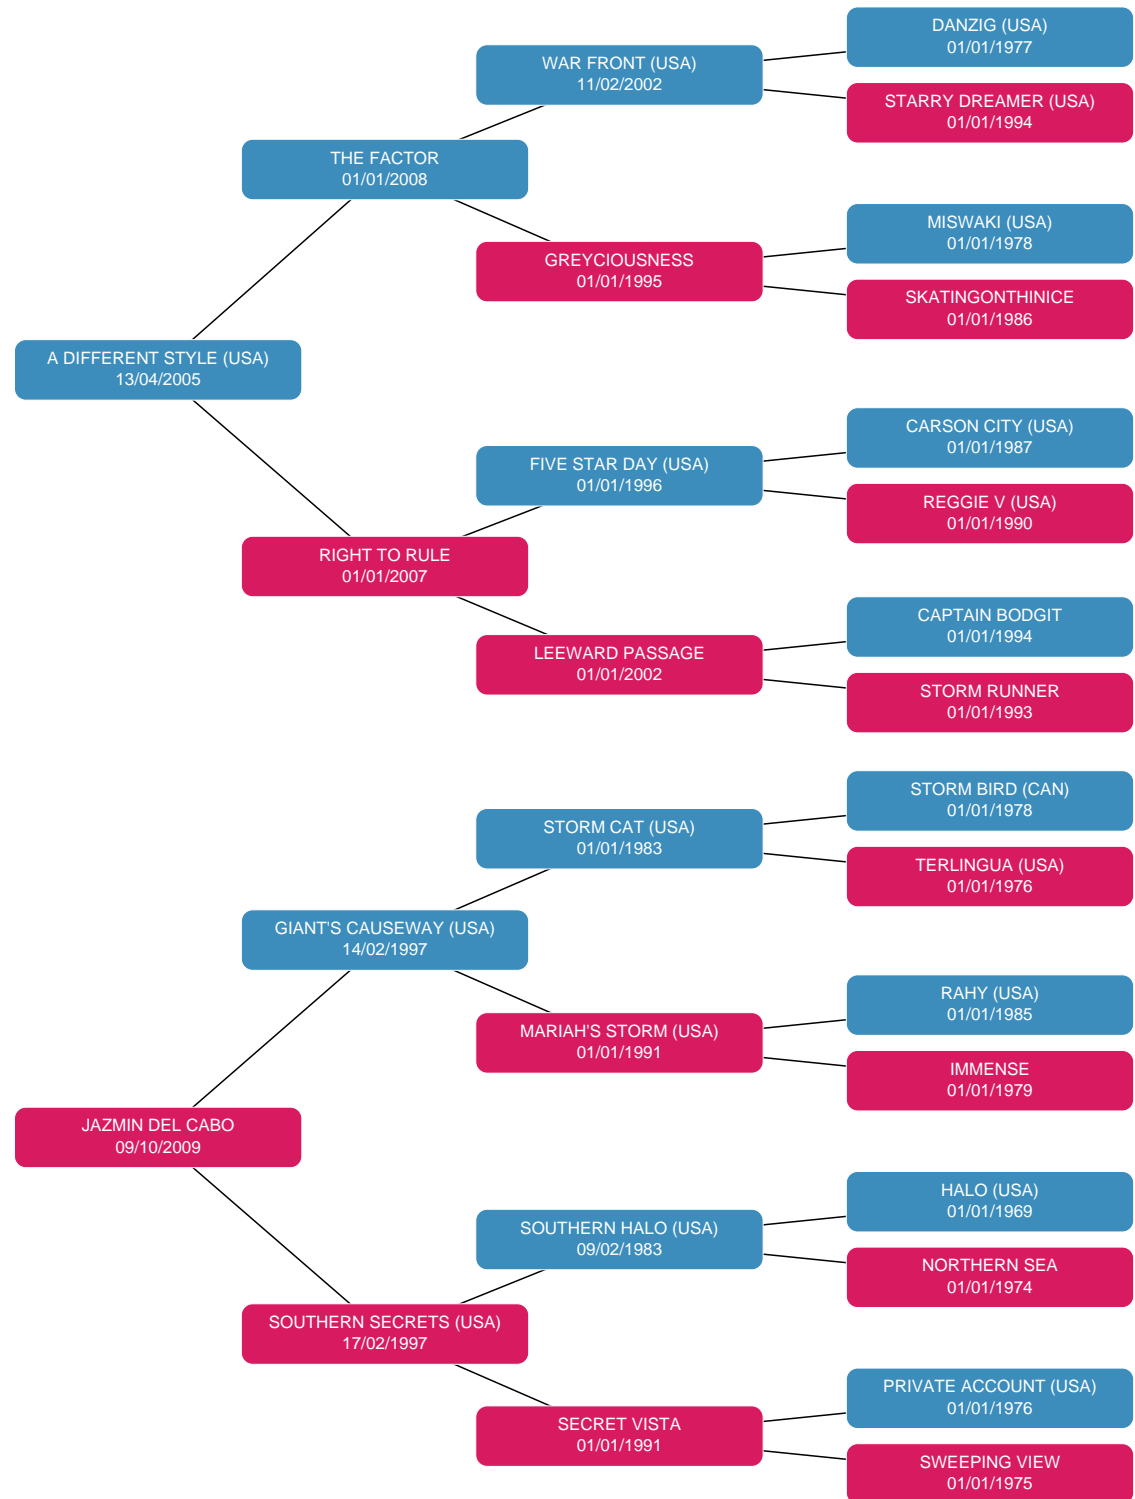 DANZIG (USA)
01/01/1977
WAR FRONT (USA)
11/02/2002
STARRY DREAMER (USA)
01/01/1994
THE FACTOR
01/01/2008
MISWAKI (USA)
01/01/1978
GREYCIOUSNESS
01/01/1995
SKATINGONTHINICE
01/01/1986
A DIFFERENT STYLE (USA)
13/04/2005
CARSON CITY (USA)
01/01/1987
FIVE STAR DAY (USA)
01/01/1996
REGGIE V (USA)
01/01/1990
RIGHT TO RULE
01/01/2007
CAPTAIN BODGIT
01/01/1994
LEEWARD PASSAGE
01/01/2002
STORM RUNNER
01/01/1993
STORM BIRD (CAN)
01/01/1978
STORM CAT (USA)
01/01/1983
TERLINGUA (USA)
01/01/1976
GIANT'S CAUSEWAY (USA)
14/02/1997
RAHY (USA)
01/01/1985
MARIAH'S STORM (USA)
01/01/1991
IMMENSE
01/01/1979
JAZMIN DEL CABO
09/10/2009
HALO (USA)
01/01/1969
SOUTHERN HALO (USA)
09/02/1983
NORTHERN SEA
01/01/1974
SOUTHERN SECRETS (USA)
17/02/1997
PRIVATE ACCOUNT (USA)
01/01/1976
SECRET VISTA
01/01/1991
SWEEPING VIEW
01/01/1975